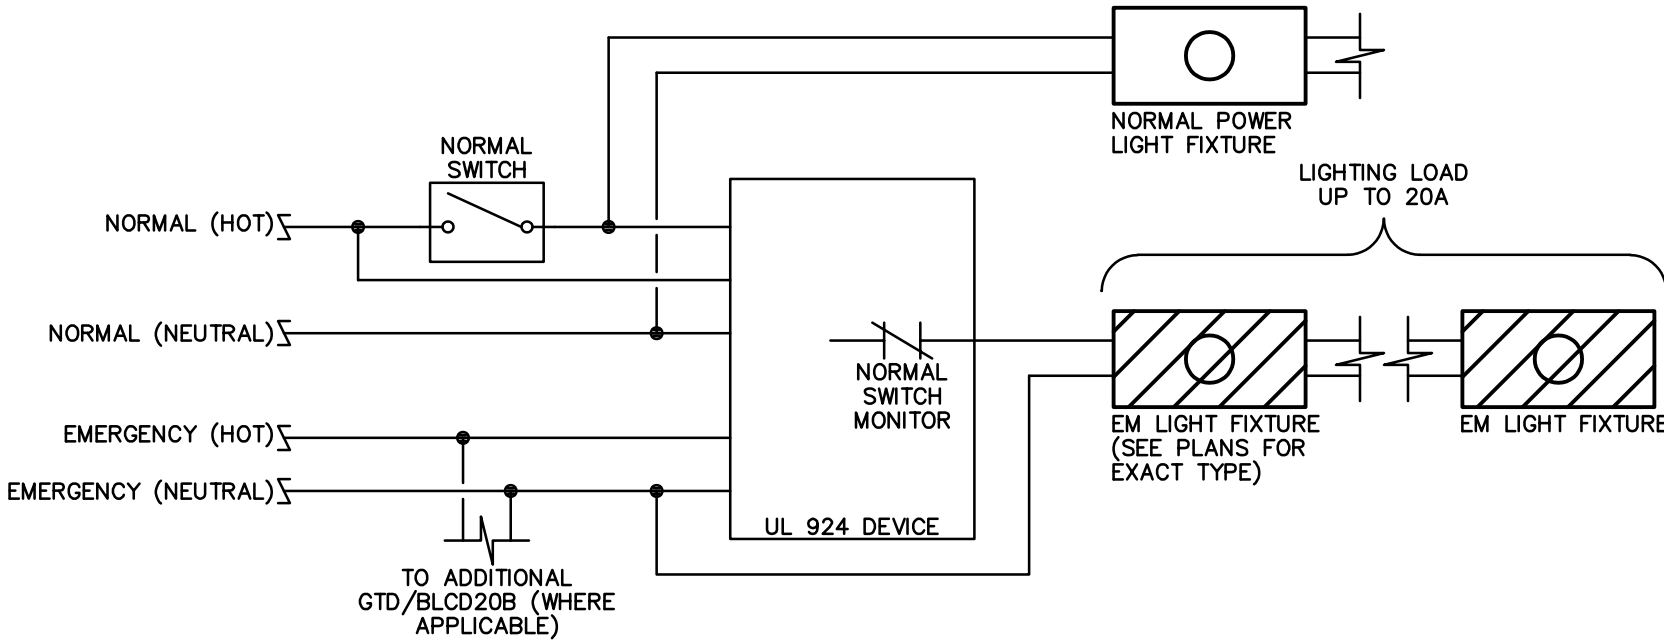 NORMAL POWER
LIGHT FIXTURE
NORMAL
SWITCH
LIGHTING LOAD
UP TO 20A
NORMAL (HOT)
NORMAL (NEUTRAL)
NORMAL
SWITCH
MONITOR
EM LIGHT FIXTURE
(SEE PLANS FOR
EXACT TYPE)
EM LIGHT FIXTURE
EMERGENCY (HOT)
EMERGENCY (NEUTRAL)
UL 924 DEVICE
TO ADDITIONAL
GTD/BLCD20B (WHERE
APPLICABLE)